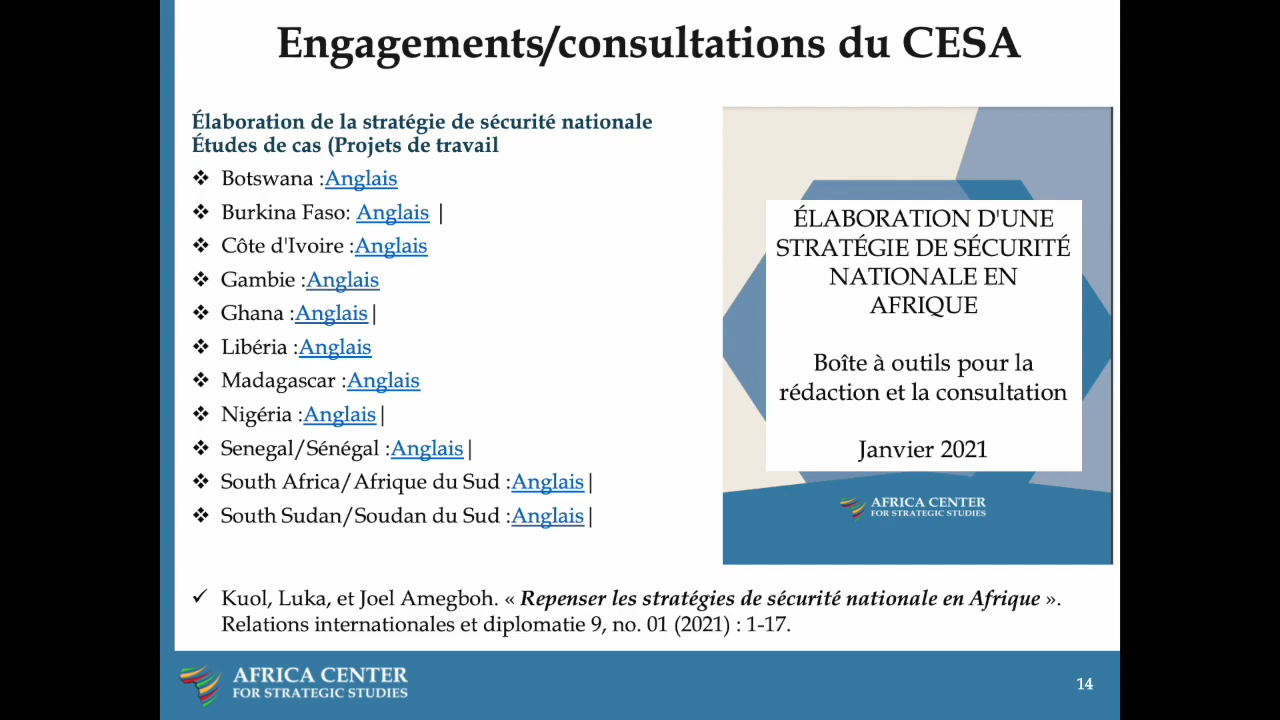 Engagements/consultations du CESA
Élaboration de la stratégie de sécurité nationale
Études de cas (Projets de travail
❖ Botswana :Anglais
❖ Burkina Faso: Anglais |
❖ Côte d'Ivoire :Anglais
❖ Gambie :Anglais
❖ Ghana :Anglais|
❖ Libéria :Anglais
❖ Madagascar :Anglais
❖ Nigéria :Anglais|
❖ Senegal/Sénégal :Anglais|
❖ South Africa/Afrique du Sud :Anglais|
❖ South Sudan/Soudan du Sud :Anglais|
ÉLABORATION D'UNE
STRATÉGIE DE SÉCURITÉ
NATIONALE EN
AFRIQUE
Boîte à outils pour la
rédaction et la consultation
Janvier 2021
AFRICA CENTER
FOR STRATEGIC STUDIES
✓ Kuol, Luka, et Joel Amegboh. « Repenser les stratégies de sécurité nationale en Afrique ».
Relations internationales et diplomatie 9, no. 01 (2021) : 1-17.
AFRICA CENTER
FOR STRATEGIC STUDIES
14